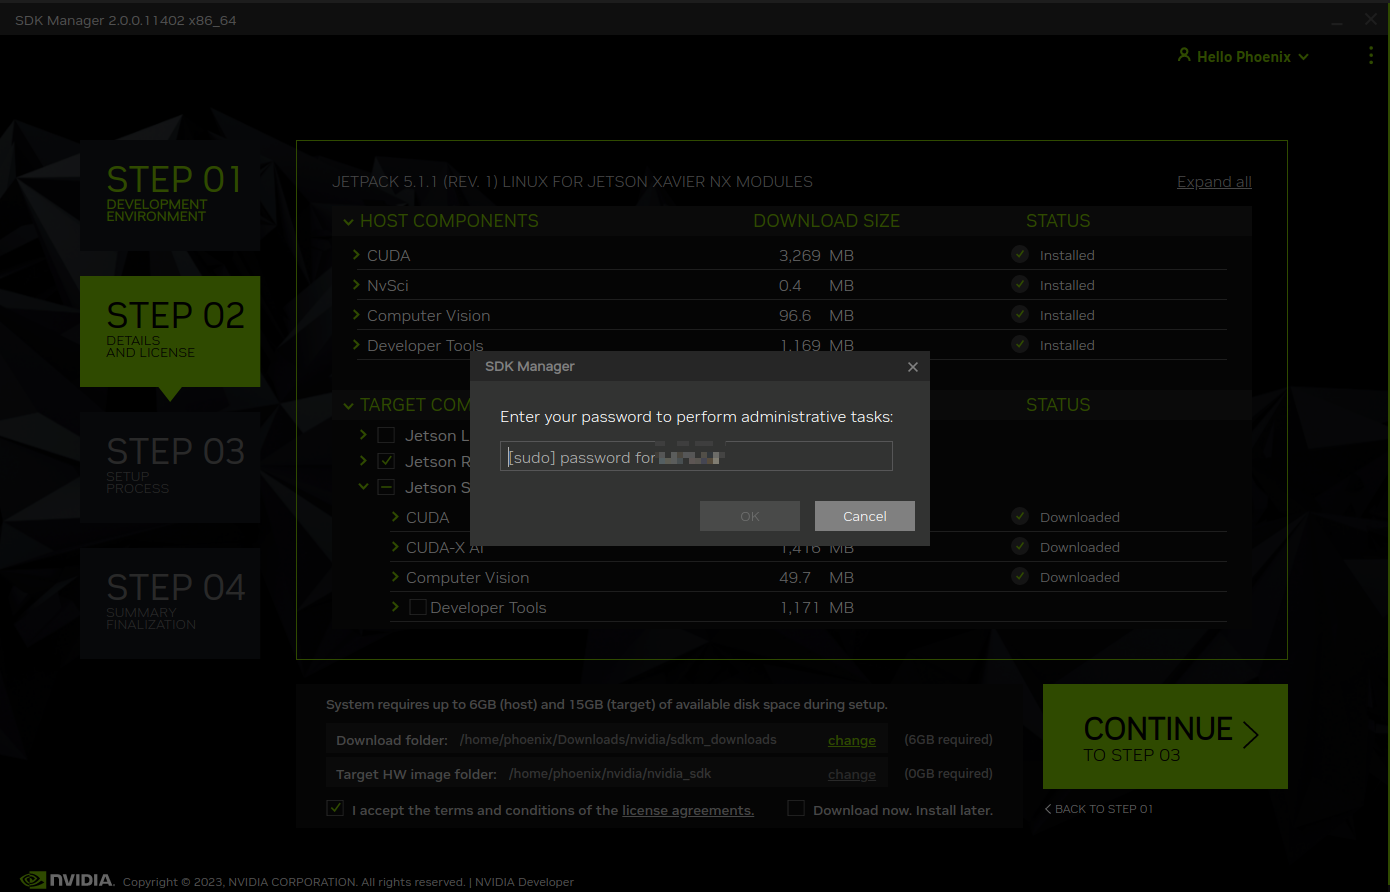 SDK Manager 2.0.0.11402 x86_64
Hello Phoenix
STEP 01
DEVELOPMENT
ENVIRONMENT
STEP 02
DETAILS
AND LICENSE
STEP 03
SETUP
PROCESS
STEP 04
SUMMARY
FINALIZATION
JETPACK 5.1.1 (REV. 1) LINUX FOR JETSON XAVIER NX MODULES
Expand all
HOST COMPONENTS DOWNLOAD SIZE STATUS
CUDA 3,269 MB Installed
NvSci 0.4 MB Installed
Computer Vision 96.6 MB Installed
Developer Tools 1,169 MB Installed
TARGET COM STATUS
Jetson L
Jetson R
Jetson S
CUDA Downloaded
CUDA-X AI 1,416 MB Downloaded
Computer Vision 49.7 MB Downloaded
Developer Tools 1,171 MB
SDK Manager
Enter your password to perform administrative tasks:
[sudo] password for
OK Cancel
System requires up to 6GB (host) and 15GB (target) of available disk space during setup.
Download folder: /home/phoenix/Downloads/nvidia/sdkm_downloads change (6GB required)
Target HW image folder: /home/phoenix/nvidia/nvidia_sdk change (0GB required)
I accept the terms and conditions of the license agreements. Download now. Install later.
CONTINUE
TO STEP 03
BACK TO STEP 01
NVIDIA. Copyright © 2023, NVIDIA CORPORATION. All rights reserved. | NVIDIA Developer